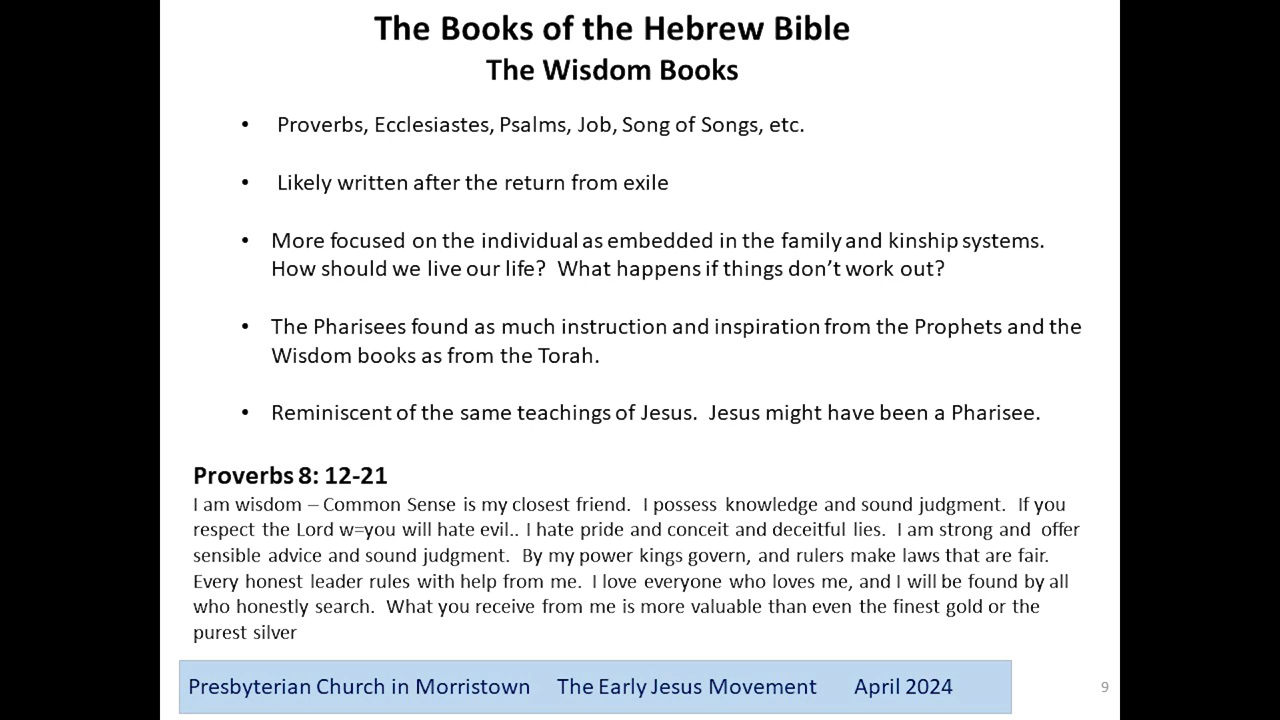 The Books of the Hebrew Bible
The Wisdom Books
• Proverbs, Ecclesiastes, Psalms, Job, Song of Songs, etc.
• Likely written after the return from exile
• More focused on the individual as embedded in the family and kinship systems.
How should we live our life? What happens if things don’t work out?
• The Pharisees found as much instruction and inspiration from the Prophets and the
Wisdom books as from the Torah.
• Reminiscent of the same teachings of Jesus. Jesus might have been a Pharisee.
Proverbs 8: 12-21
I am wisdom – Common Sense is my closest friend. I possess knowledge and sound judgment. If you
respect the Lord w=you will hate evil.. I hate pride and conceit and deceitful lies. I am strong and offer
sensible advice and sound judgment. By my power kings govern, and rulers make laws that are fair.
Every honest leader rules with help from me. I love everyone who loves me, and I will be found by all
who honestly search. What you receive from me is more valuable than even the finest gold or the
purest silver
Presbyterian Church in Morristown The Early Jesus Movement April 2024
9